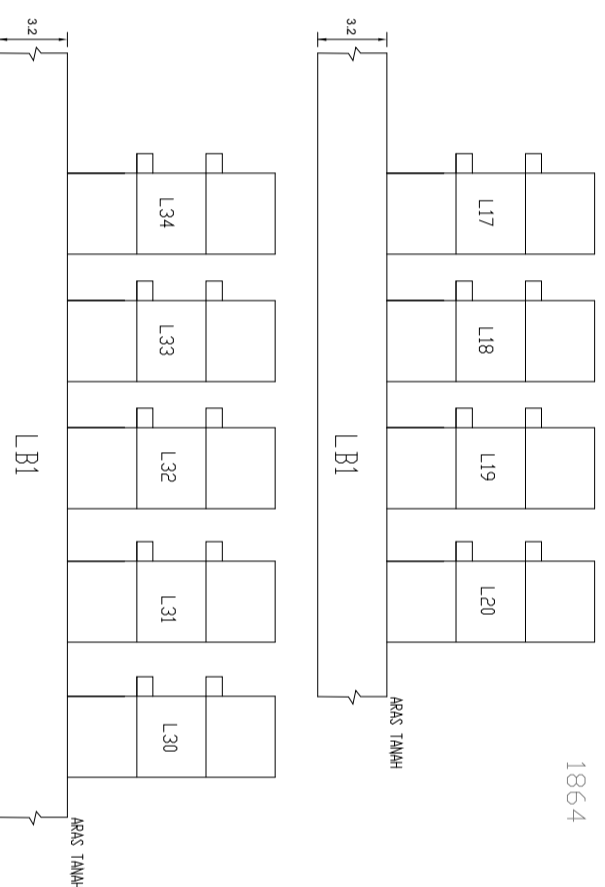 1864
3.2
L17
L18
L19
L20
LB1
ARAS TANAH
3.2
L34
L33
L32
L31
L30
LB1
ARAS TANAH